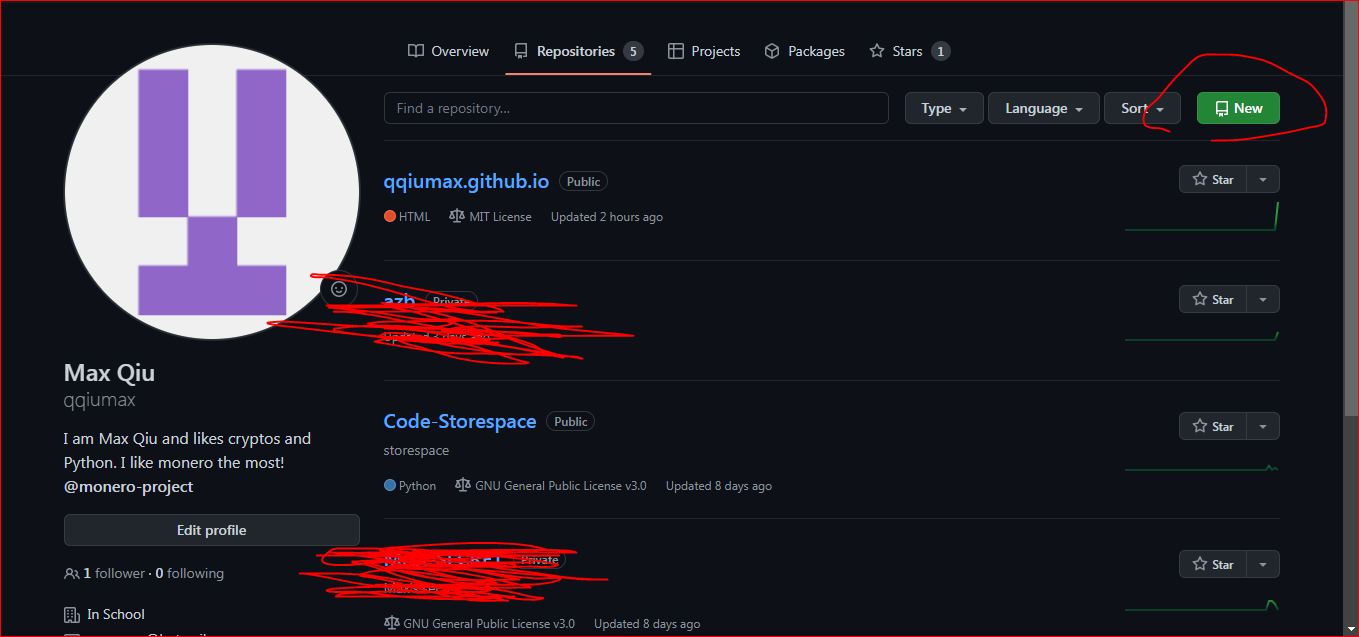 Overview
Repositories 5
Projects
Packages
Stars 1
Find a repository...
Type
Language
Sort
New
qqiumax.github.io Public
Star
HTML MIT License Updated 2 hours ago
azb Private
Star
Max Qiu
qqiumax
I am Max Qiu and likes cryptos and
Python. I like monero the most!
@monero-project
Edit profile
1 follower · 0 following
In School
Code-Storespace Public
Star
storespace
Python GNU General Public License v3.0 Updated 8 days ago
Private
Star
GNU General Public License v3.0 Updated 8 days ago